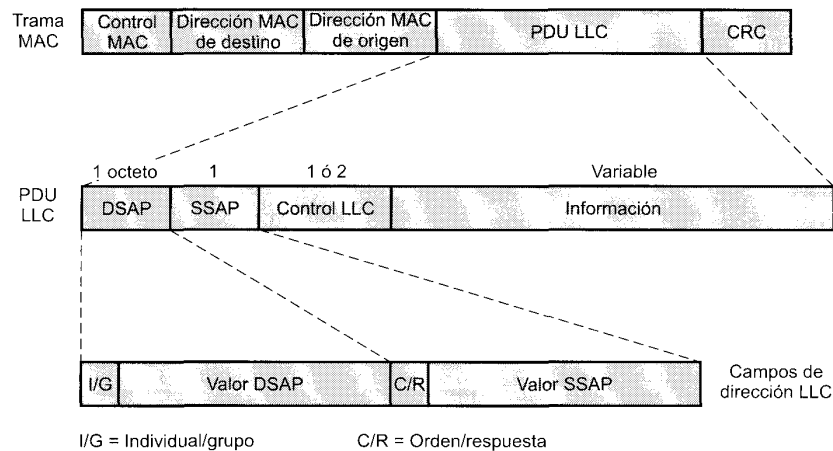 Trama
MAC
Control
MAC
Dirección MAC
de destino
Dirección MAC
de origen
PDU LLC
CRC
1 octeto
1
1 ó 2
Variable
PDU
LLC
DSAP
SSAP
Control LLC
Información
I/G
Valor DSAP
C/R
Valor SSAP
Campos de
dirección LLC
I/G = Individual/grupo
C/R = Orden/respuesta